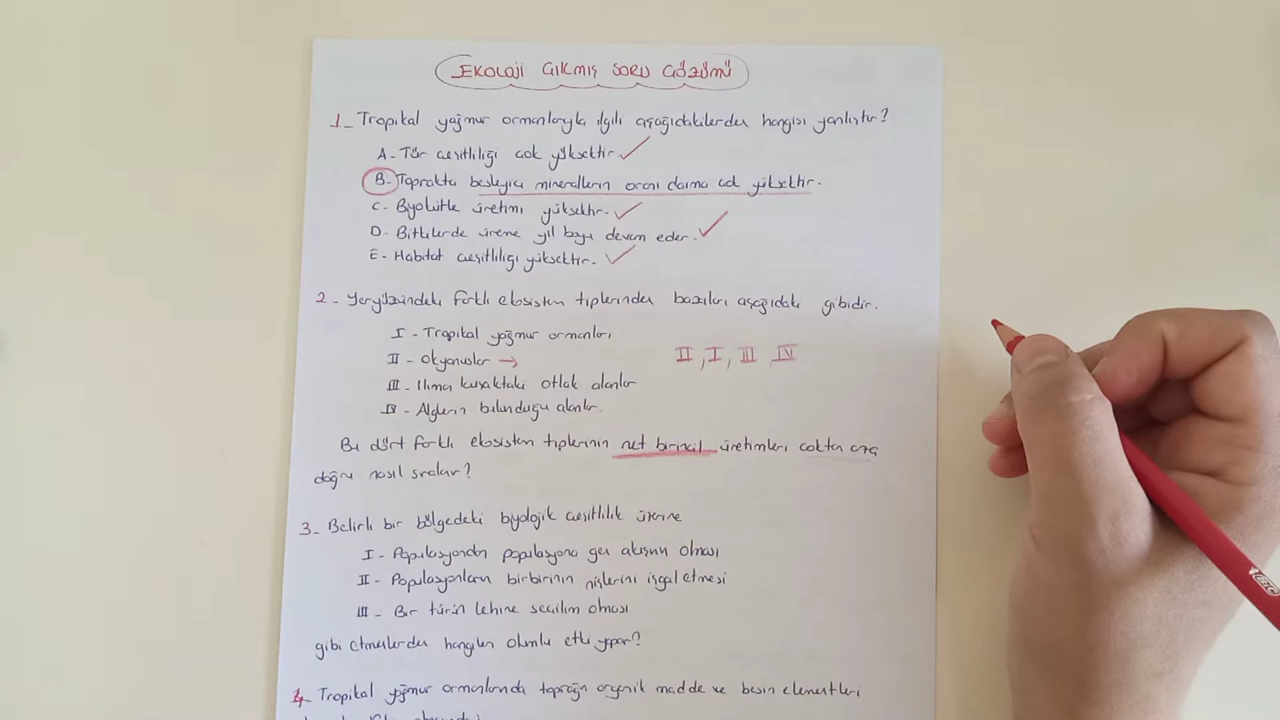 EKOLOJİ ÇIKMIŞ SORU ÇÖZÜMÜ
1_ Tropikal yağmur ormanlarıyla ilgili aşağıdakilerden hangisi yanlıştır?
A- Tür çeşitliliği çok yüksektir.
B- Toprakta besleyici minerallerin oranı daima çok yüksektir.
C- Biyokütle üretimi yüksektir.
D- Bitkilerde üreme yıl boyu devam eder.
E- Habitat çeşitliliği yüksektir.
2- Yeryüzündeki farklı ekosistem tiplerinden bazıları aşağıdaki gibidir.
I - Tropikal yağmur ormanları
II - Okyanuslar →
II, I, III, IV
III - Ilıman kuşaktaki otlak alanlar
IV - Alglerin bulunduğu alanlar.
Bu dört farklı ekosistem tiplerinin net birincil üretimleri çoktan aza
doğru nasıl sıralanır?
3- Belirli bir bölgedeki biyolojik çeşitlilik üzerine
I - Populasyondan populasyona gen akışının olması
II - Populasyonların birbirinin nişlerini işgal etmesi
III - Bir türün lehine seçilim olması
gibi etmenlerden hangileri olumlu etki yapar?
4- Tropikal yağmur ormanlarında toprağın organik madde ve besin elementleri